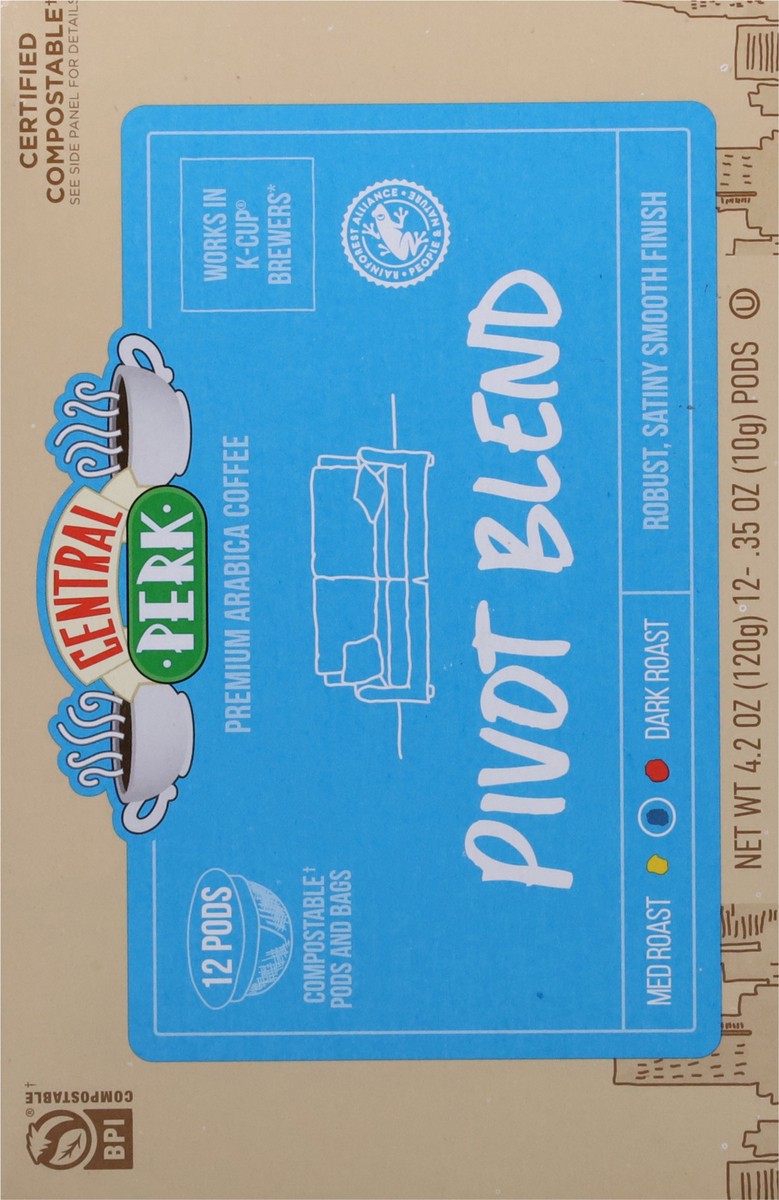 CERTIFIED
COMPOSTABLE†
SEE SIDE PANEL FOR DETAILS
BPI
®
COMPOSTABLE†
CENTRAL
·PERK·
PREMIUM ARABICA COFFEE
12 PODS
COMPOSTABLE†
PODS AND BAGS
WORKS IN
K-CUP®
BREWERS*
RAINFOREST ALLIANCE • PEOPLE & NATURE •
PIVOT BLEND
MED ROAST
DARK ROAST
ROBUST, SATINY SMOOTH FINISH
NET WT 4.2 OZ (120g) 12- .35 OZ (10g) PODS
U